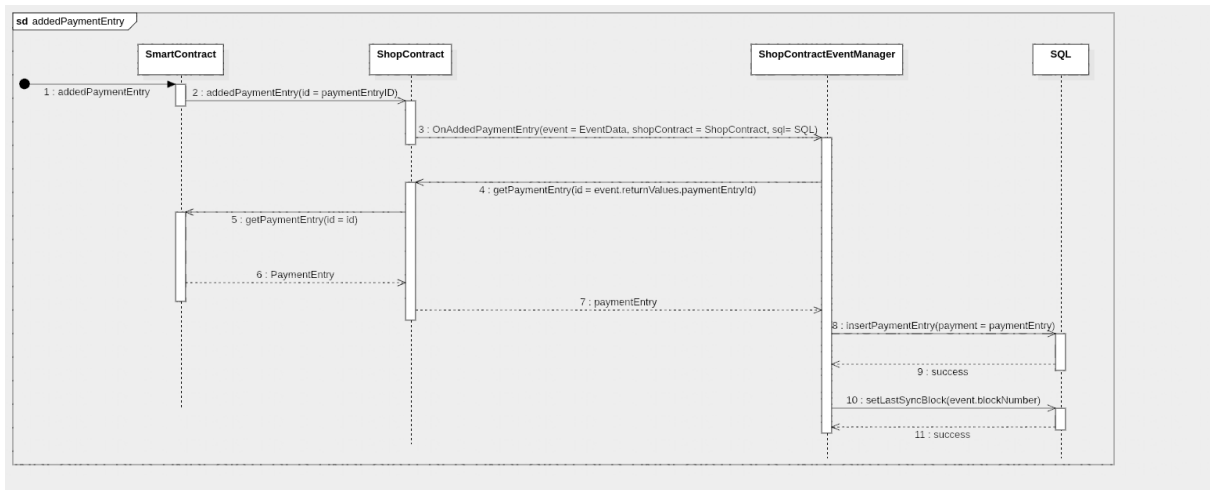 sd addedPaymentEntry
SmartContract
ShopContract
ShopContractEventManager
SQL
1 : addedPaymentEntry
2 : addedPaymentEntry(id = paymentEntryID)
3 : OnAddedPaymentEntry(event = EventData, shopContract = ShopContract, sql= SQL)
4 : getPaymentEntry(id = event.returnValues.paymentEntryId)
5 : getPaymentEntry(id = id)
6 : PaymentEntry
7 : paymentEntry
8 : insertPaymentEntry(payment = paymentEntry)
9 : success
10 : setLastSyncBlock(event.blockNumber)
11 : success